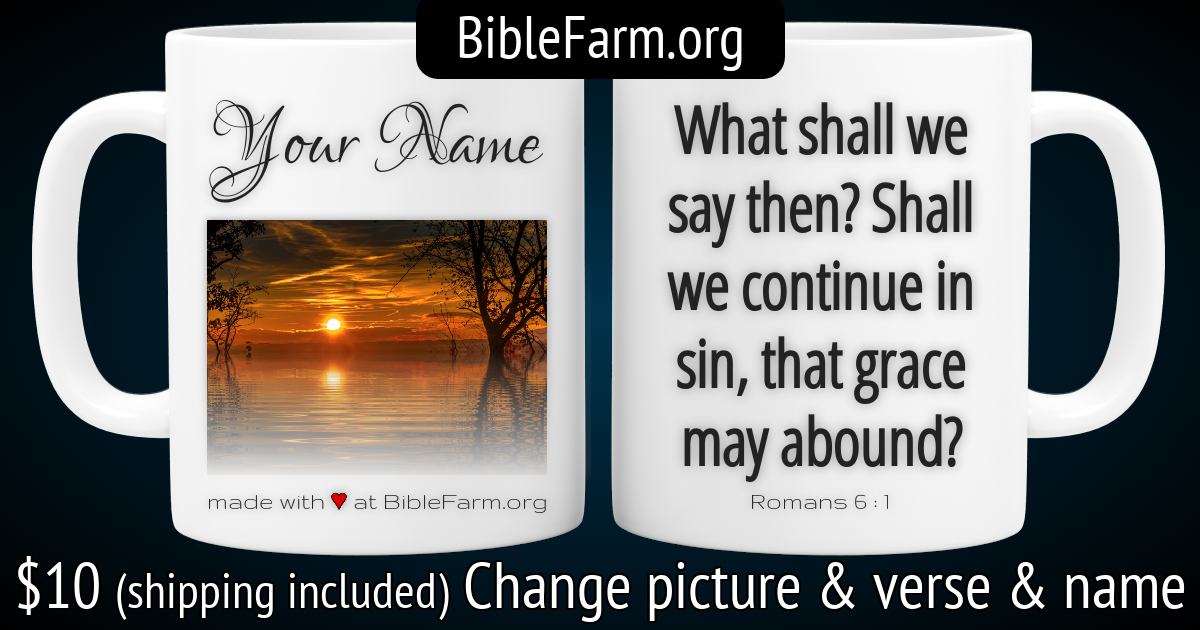 BibleFarm.org
Your Name
made with ♥ at BibleFarm.org
What shall we
say then? Shall
we continue in
sin, that grace
may abound?
Romans 6:1
$10 (shipping included) Change picture & verse & name